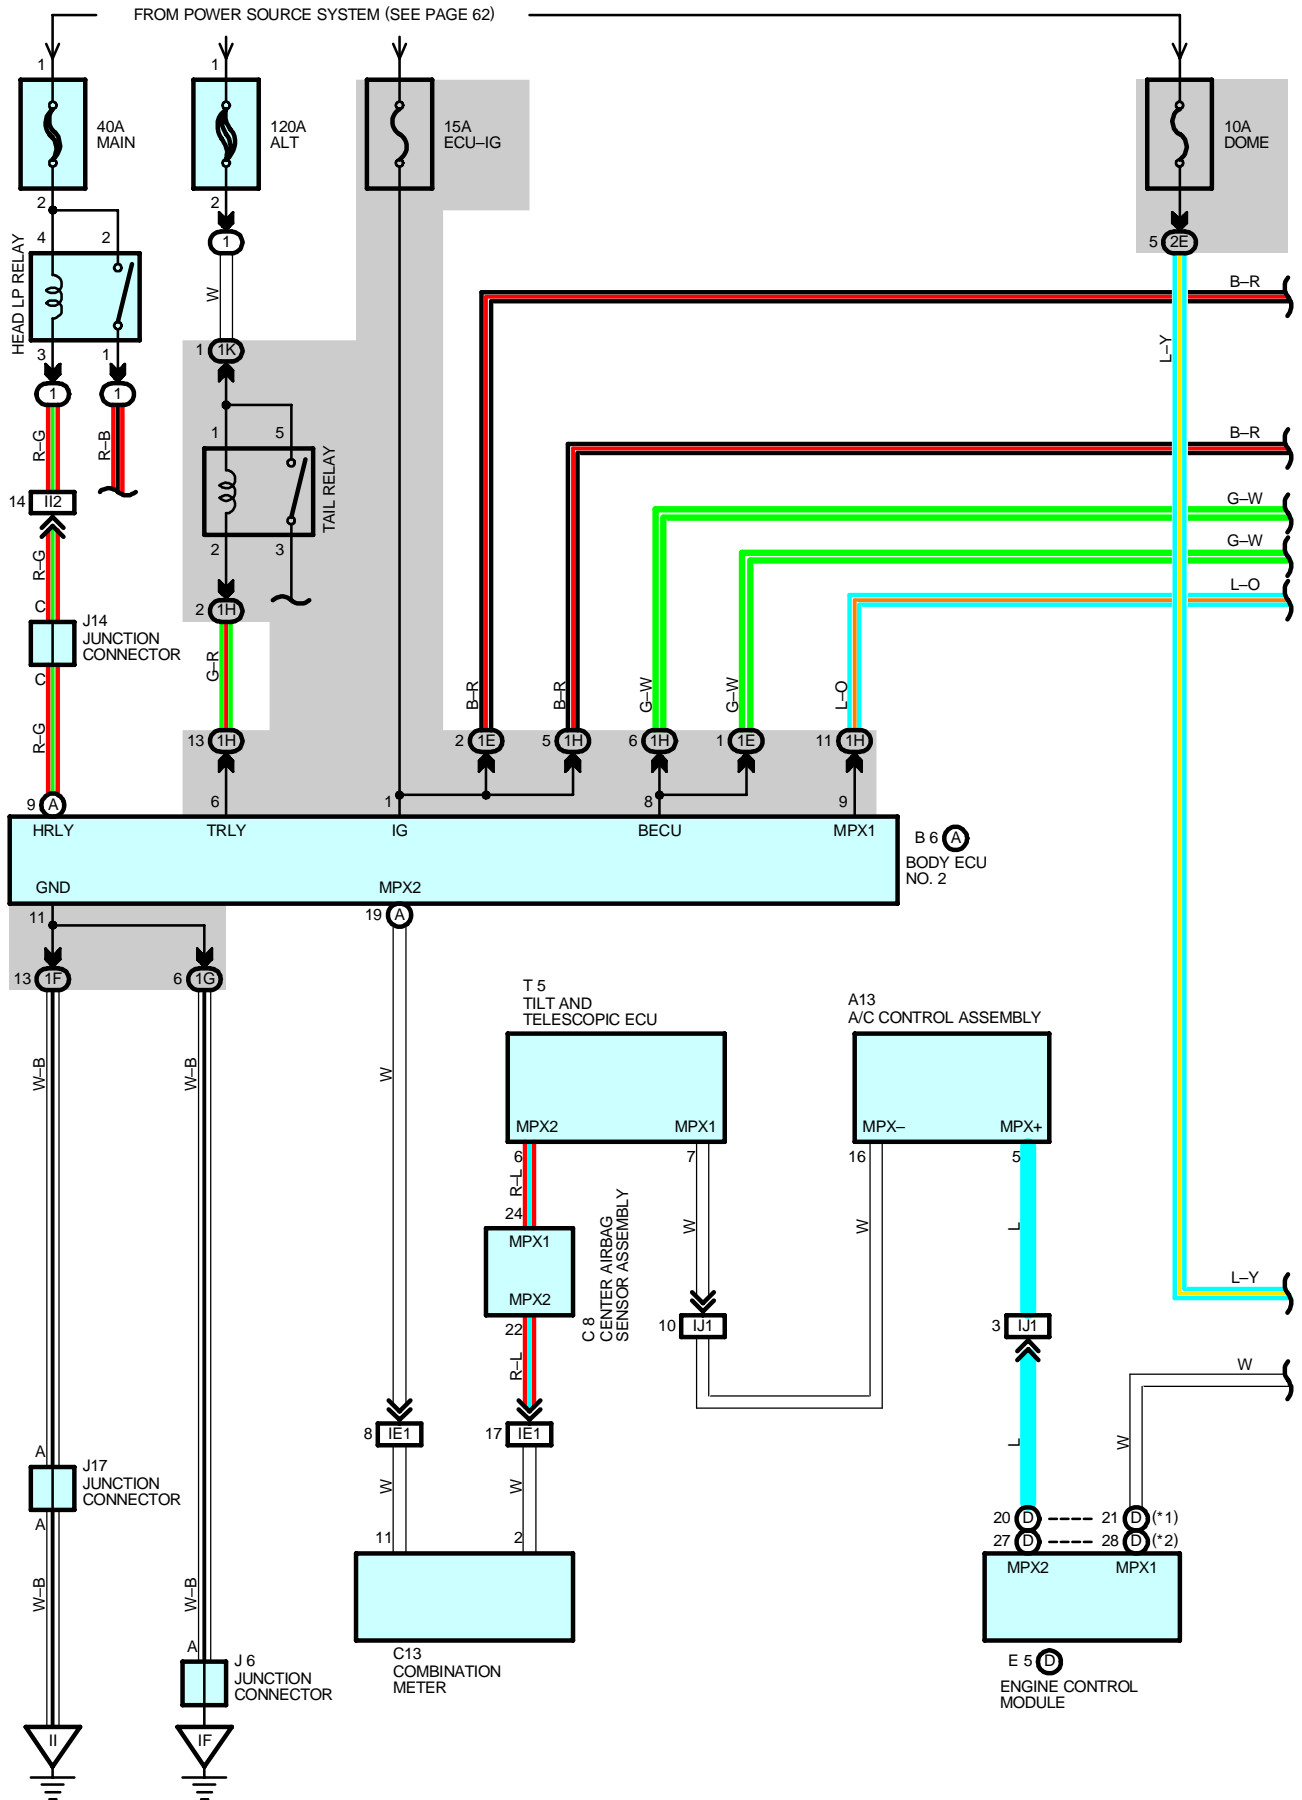 FROM POWER SOURCE SYSTEM (SEE PAGE 62)
1
1
40A
MAIN
120A
ALT
15A
ECU–IG
10A
DOME
2
2
1
5 2E
4
2
HEAD LP RELAY
W
B–R
3
1
1 1K
L–Y
1
1
R–G
R–B
1
5
TAIL RELAY
B–R
14 II2
G–W
2
3
G–W
R–G
L–O
C
2 1H
J14
JUNCTION
CONNECTOR
C
G–R
B–R
B–R
G–W
G–W
L–O
R–G
13 1H
2 1E
5 1H
6 1H
1 1E
11 1H
9 A
6
1
8
9
HRLY
TRLY
IG
BECU
MPX1
B 6 A
BODY ECU
NO. 2
GND
MPX2
11
19 A
13 1F
6 1G
T 5
TILT AND
TELESCOPIC ECU
A13
A/C CONTROL ASSEMBLY
W–B
W–B
W
MPX2
MPX1
MPX–
MPX+
6
7
16
5
R–L
24
W
W
L
MPX1
MPX2
C 8
CENTER AIRBAG
SENSOR ASSEMBLY
L–Y
22
10 IJ1
3 IJ1
R–L
W
8 IE1
17 IE1
L
W
A
J17
JUNCTION
CONNECTOR
A
W
W
20 D
21 D (*1)
11
2
27 D
28 D (*2)
MPX2
MPX1
W–B
W–B
A
J 6
JUNCTION
CONNECTOR
C13
COMBINATION
METER
E 5 D
ENGINE CONTROL
MODULE
II
IF